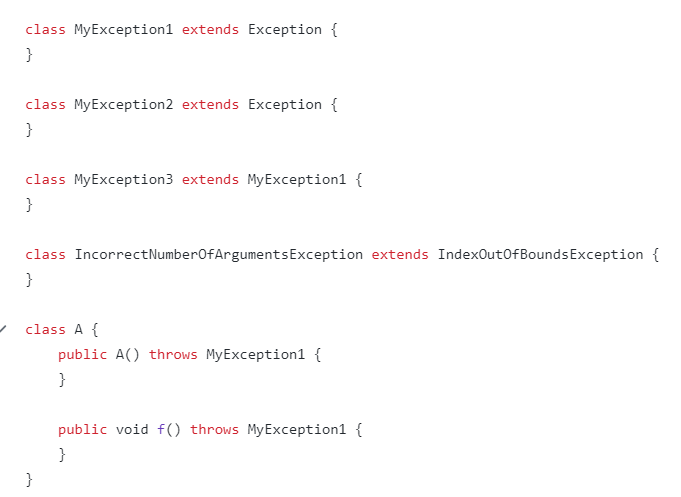 class MyException1 extends Exception {
}
class MyException2 extends Exception {
}
class MyException3 extends MyException1 {
}
class IncorrectNumberOfArgumentsException extends IndexOutOfBoundsException {
}
class A {
public A() throws MyException1 {
}
public void f() throws MyException1 {
}
}